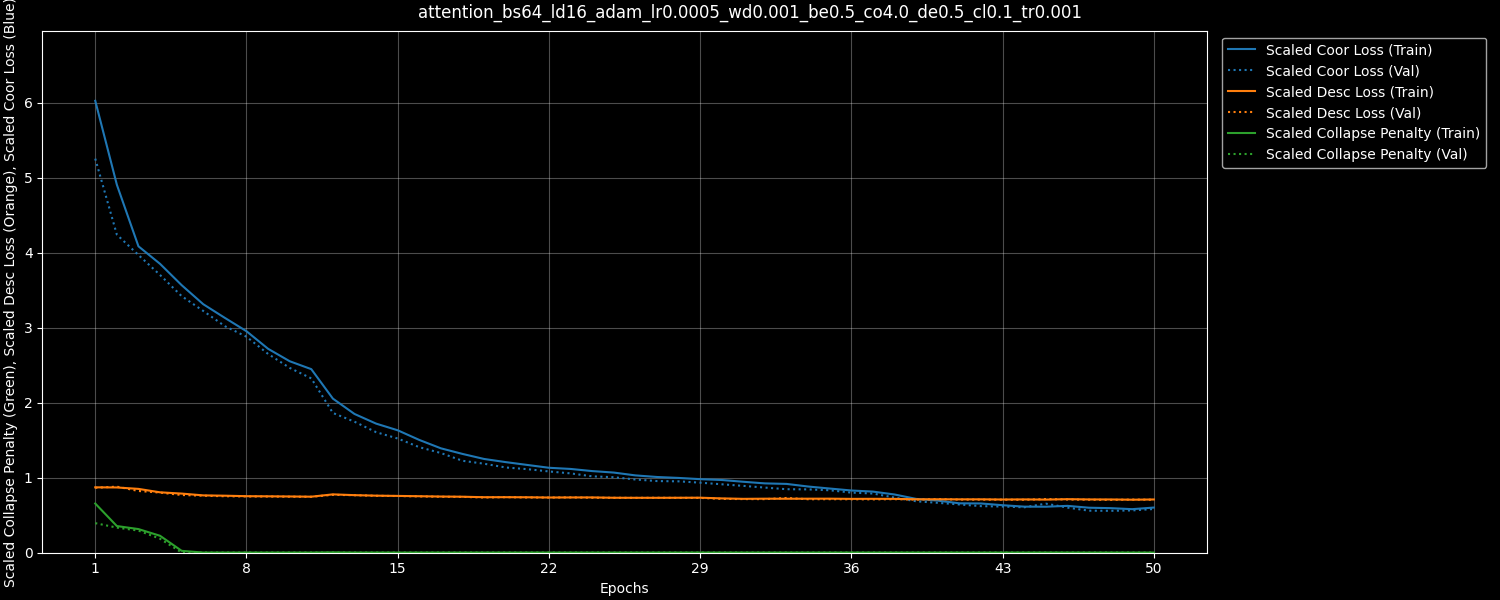 attention_bs64_ld16_adam_lr0.0005_wd0.001_be0.5_co4.0_de0.5_cl0.1_tr0.001
Scaled Collapse Penalty (Green), Scaled Desc Loss (Orange), Scaled Coor Loss (Blue)
6
5
4
3
2
1
0
1 8 15 22 29 36 43 50
Epochs
Scaled Coor Loss (Train)
Scaled Coor Loss (Val)
Scaled Desc Loss (Train)
Scaled Desc Loss (Val)
Scaled Collapse Penalty (Train)
Scaled Collapse Penalty (Val)